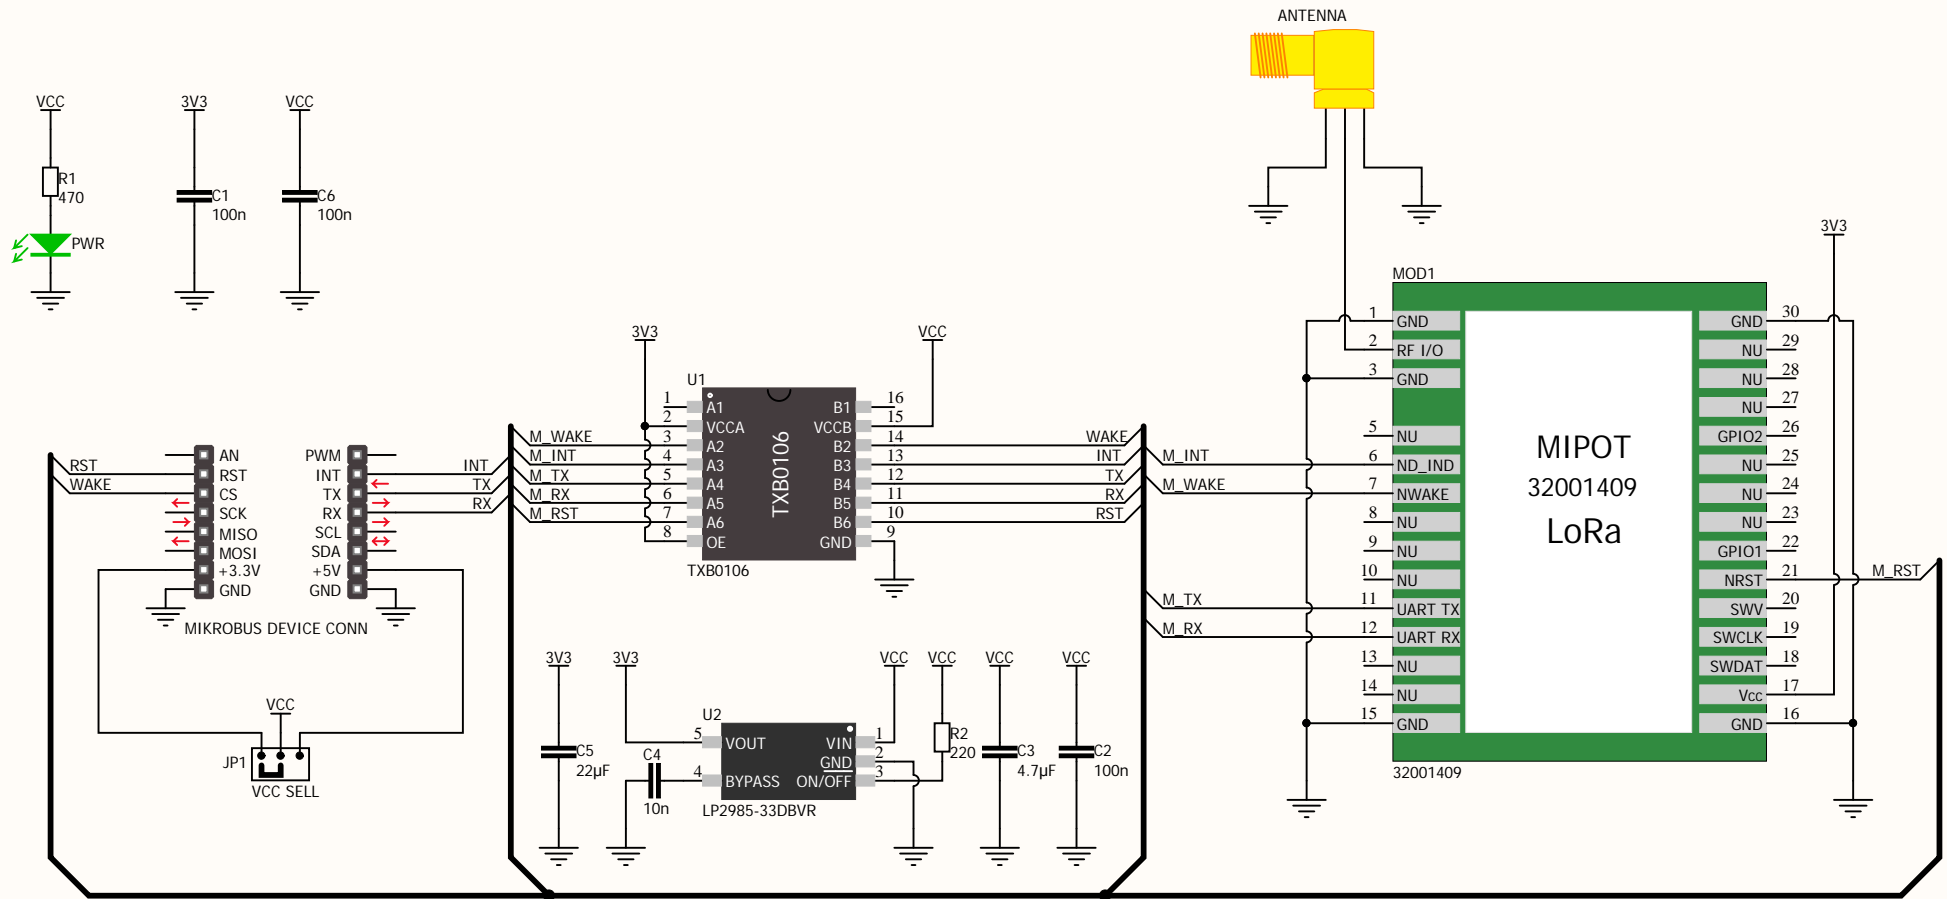 ANTENNA
VCC
3V3
VCC
R1
470
C1
100n
C6
100n
PWR
3V3
VCC
3V3
MOD1
U1
1 A1
2 VCCA
3 A2
4 A3
5 A4
6 A5
7 A6
8 OE
TXB0106
B1 16
VCCB 15
B2 14
B3 13
B4 12
B5 11
B6 10
GND 9
TXB0106
M_WAKE
M_INT
M_TX
M_RX
M_RST
WAKE
INT
TX
RX
RST
RST
WAKE
AN
RST
CS
SCK
MISO
MOSI
+3.3V
GND
PWM
INT
TX
RX
SCL
SDA
+5V
GND
INT
TX
RX
MIKROBUS DEVICE CONN
VCC
JP1
VCC SELL
M_INT
M_WAKE
M_TX
M_RX
1 GND
2 RF I/O
3 GND
5 NU
6 ND_IND
7 NWAKE
8 NU
9 NU
10 NU
11 UART TX
12 UART RX
13 NU
14 NU
15 GND
MIPOT
32001409
LoRa
GND 30
NU 29
NU 28
NU 27
GPIO2 26
NU 25
NU 24
NU 23
GPIO1 22
NRST 21
SWV 20
SWCLK 19
SWDAT 18
Vcc 17
GND 16
M_RST
32001409
3V3
3V3
VCC
VCC
VCC
VCC
U2
5 VOUT
4 BYPASS
VIN 1
GND 2
ON/OFF 3
LP2985-33DBVR
C5
22µF
C4
10n
R2
220
C3
4.7µF
C2
100n